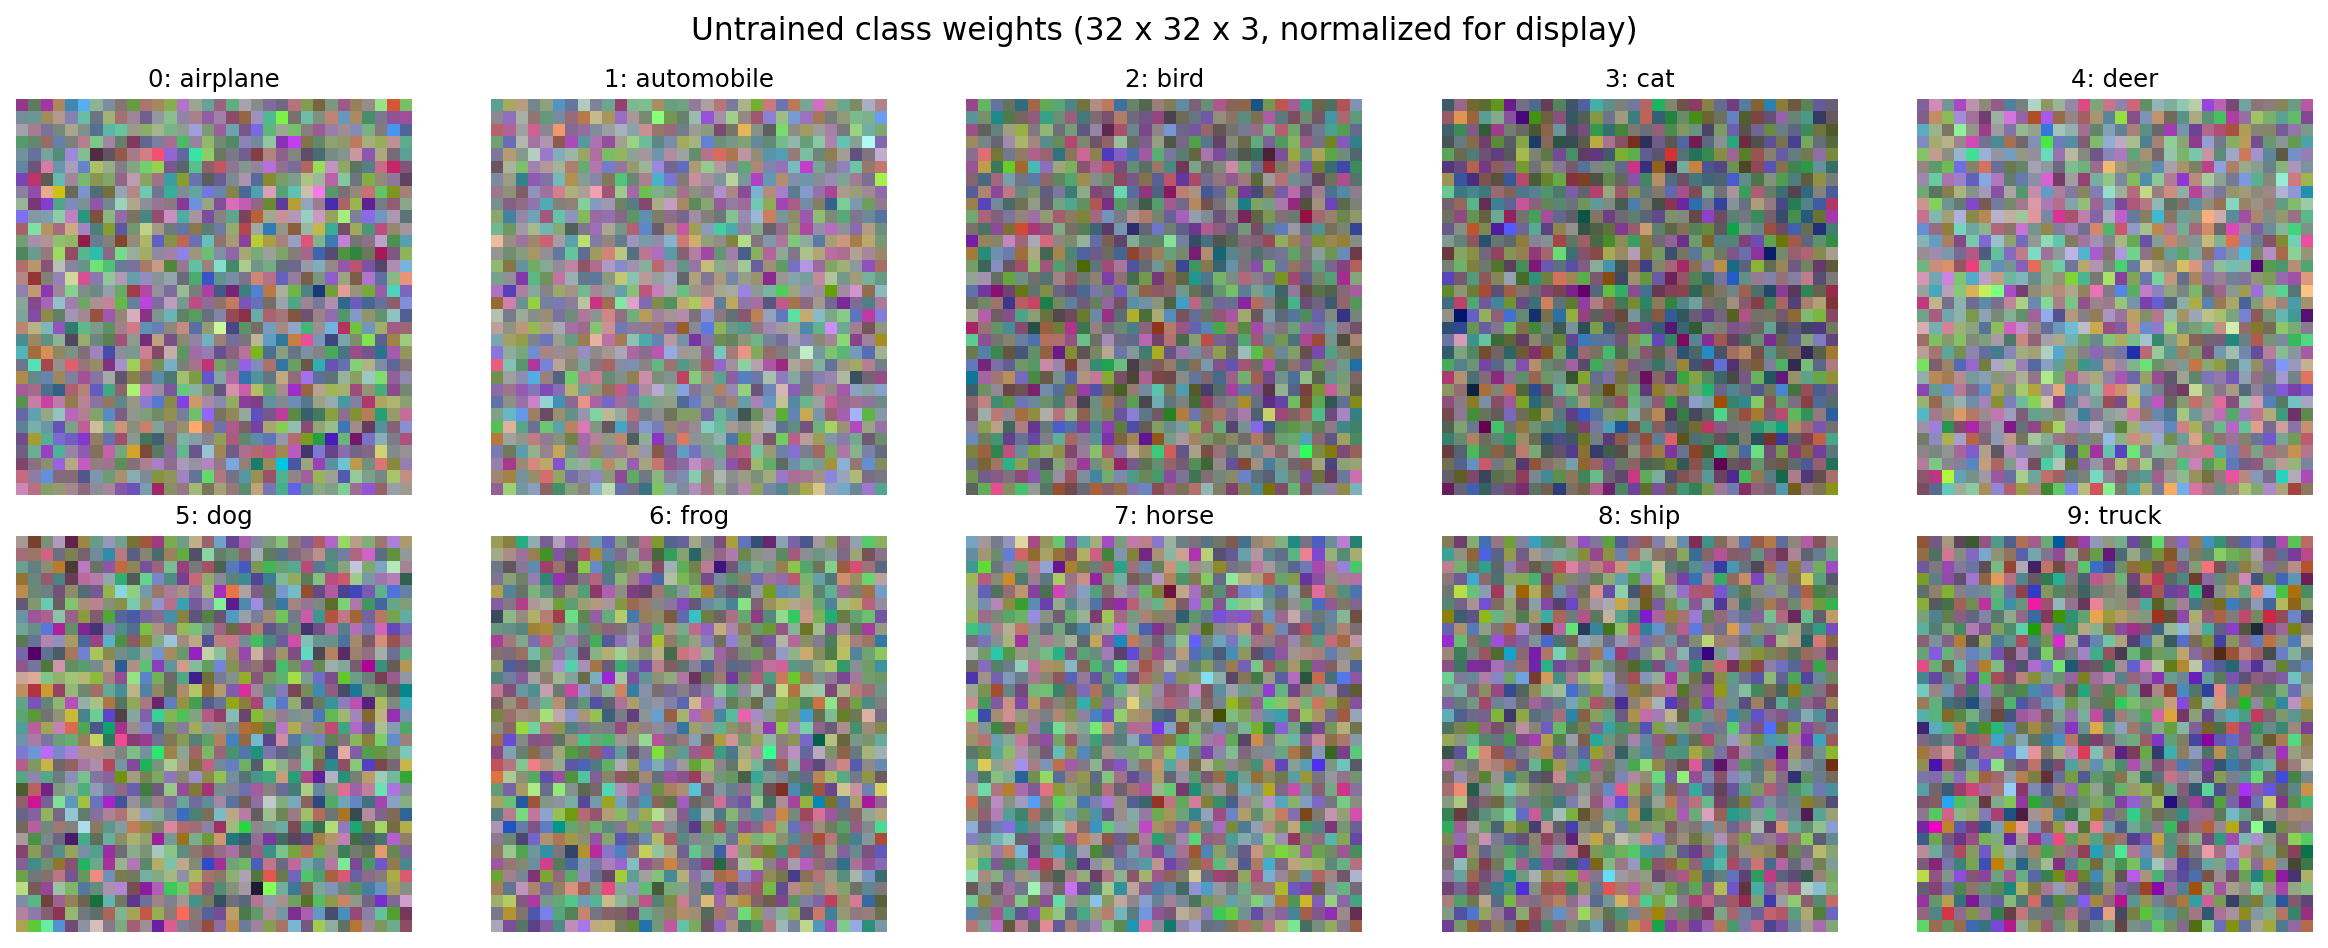 Untrained class weights (32 x 32 x 3, normalized for display)
0: airplane
1: automobile
2: bird
3: cat
4: deer
5: dog
6: frog
7: horse
8: ship
9: truck